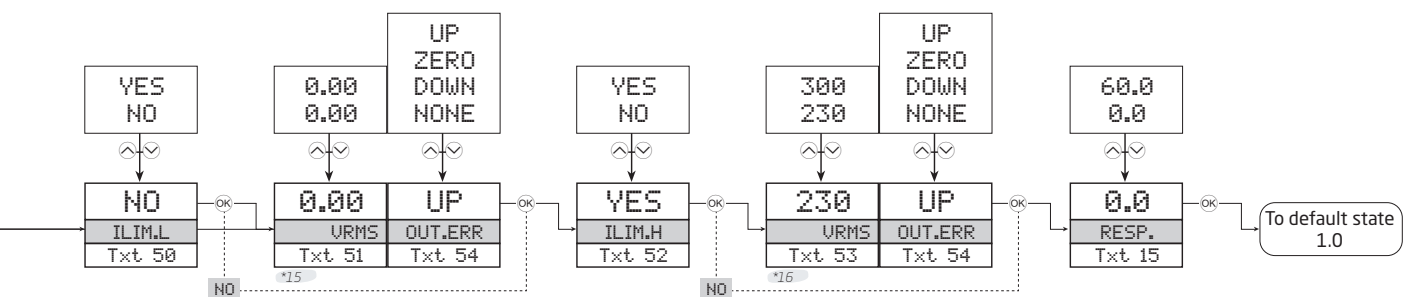 UP
ZERO
DOWN
NONE
UP
ZERO
DOWN
NONE
YES
NO
0.00
0.00
YES
NO
300
230
60.0
0.0
NO
OK
0.00
UP
OK
YES
OK
230
UP
OK
0.0
OK
ILIM.L
VRMS
OUT.ERR
ILIM.H
VRMS
OUT.ERR
RESP.
To default state
1.0
Txt 50
Txt 51
Txt 54
Txt 52
Txt 53
Txt 54
Txt 15
*15
*16
NO
NO